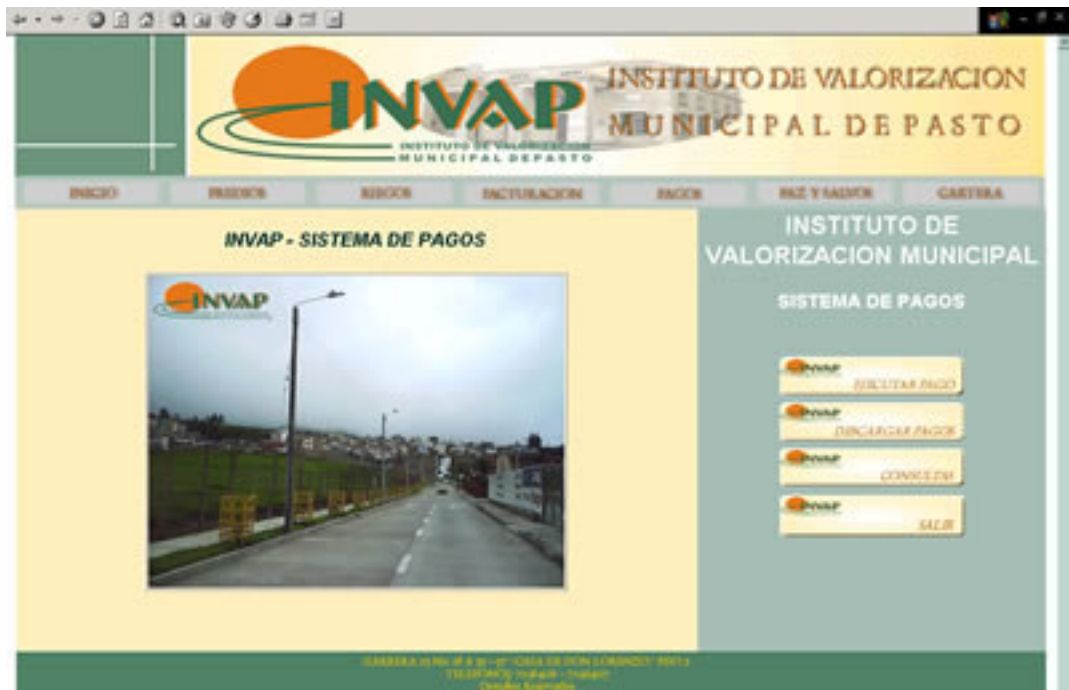 INVAP
INSTITUTO DE VALORIZACION
MUNICIPAL DE PASTO
INSTITUTO DE VALORIZACION
MUNICIPAL DE PASTO
INICIO PREDIOS RIEGOS FACTURACION PAGOS PAZ Y SALVOS CARTERA
INVAP - SISTEMA DE PAGOS
INVAP
INSTITUTO DE
VALORIZACION MUNICIPAL
SISTEMA DE PAGOS
INVAP
EJECUTAR PAGO
INVAP
DESCARGAR PAGOS
INVAP
CONSULTAS
INVAP
SALIR